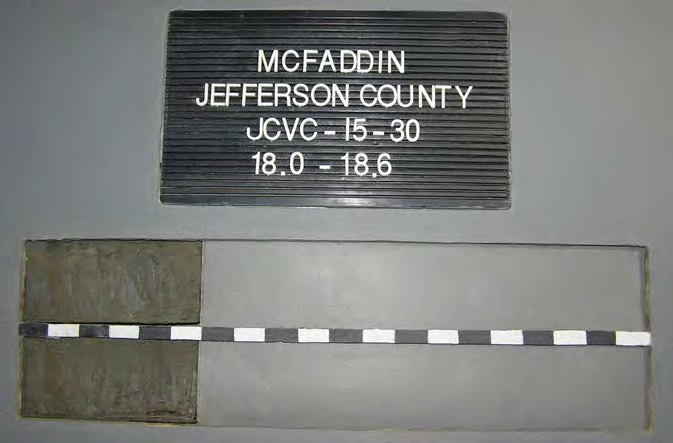 MCFADDIN
JEFFERSON COUNTY
JCVC-15-30
18.0 - 18.6